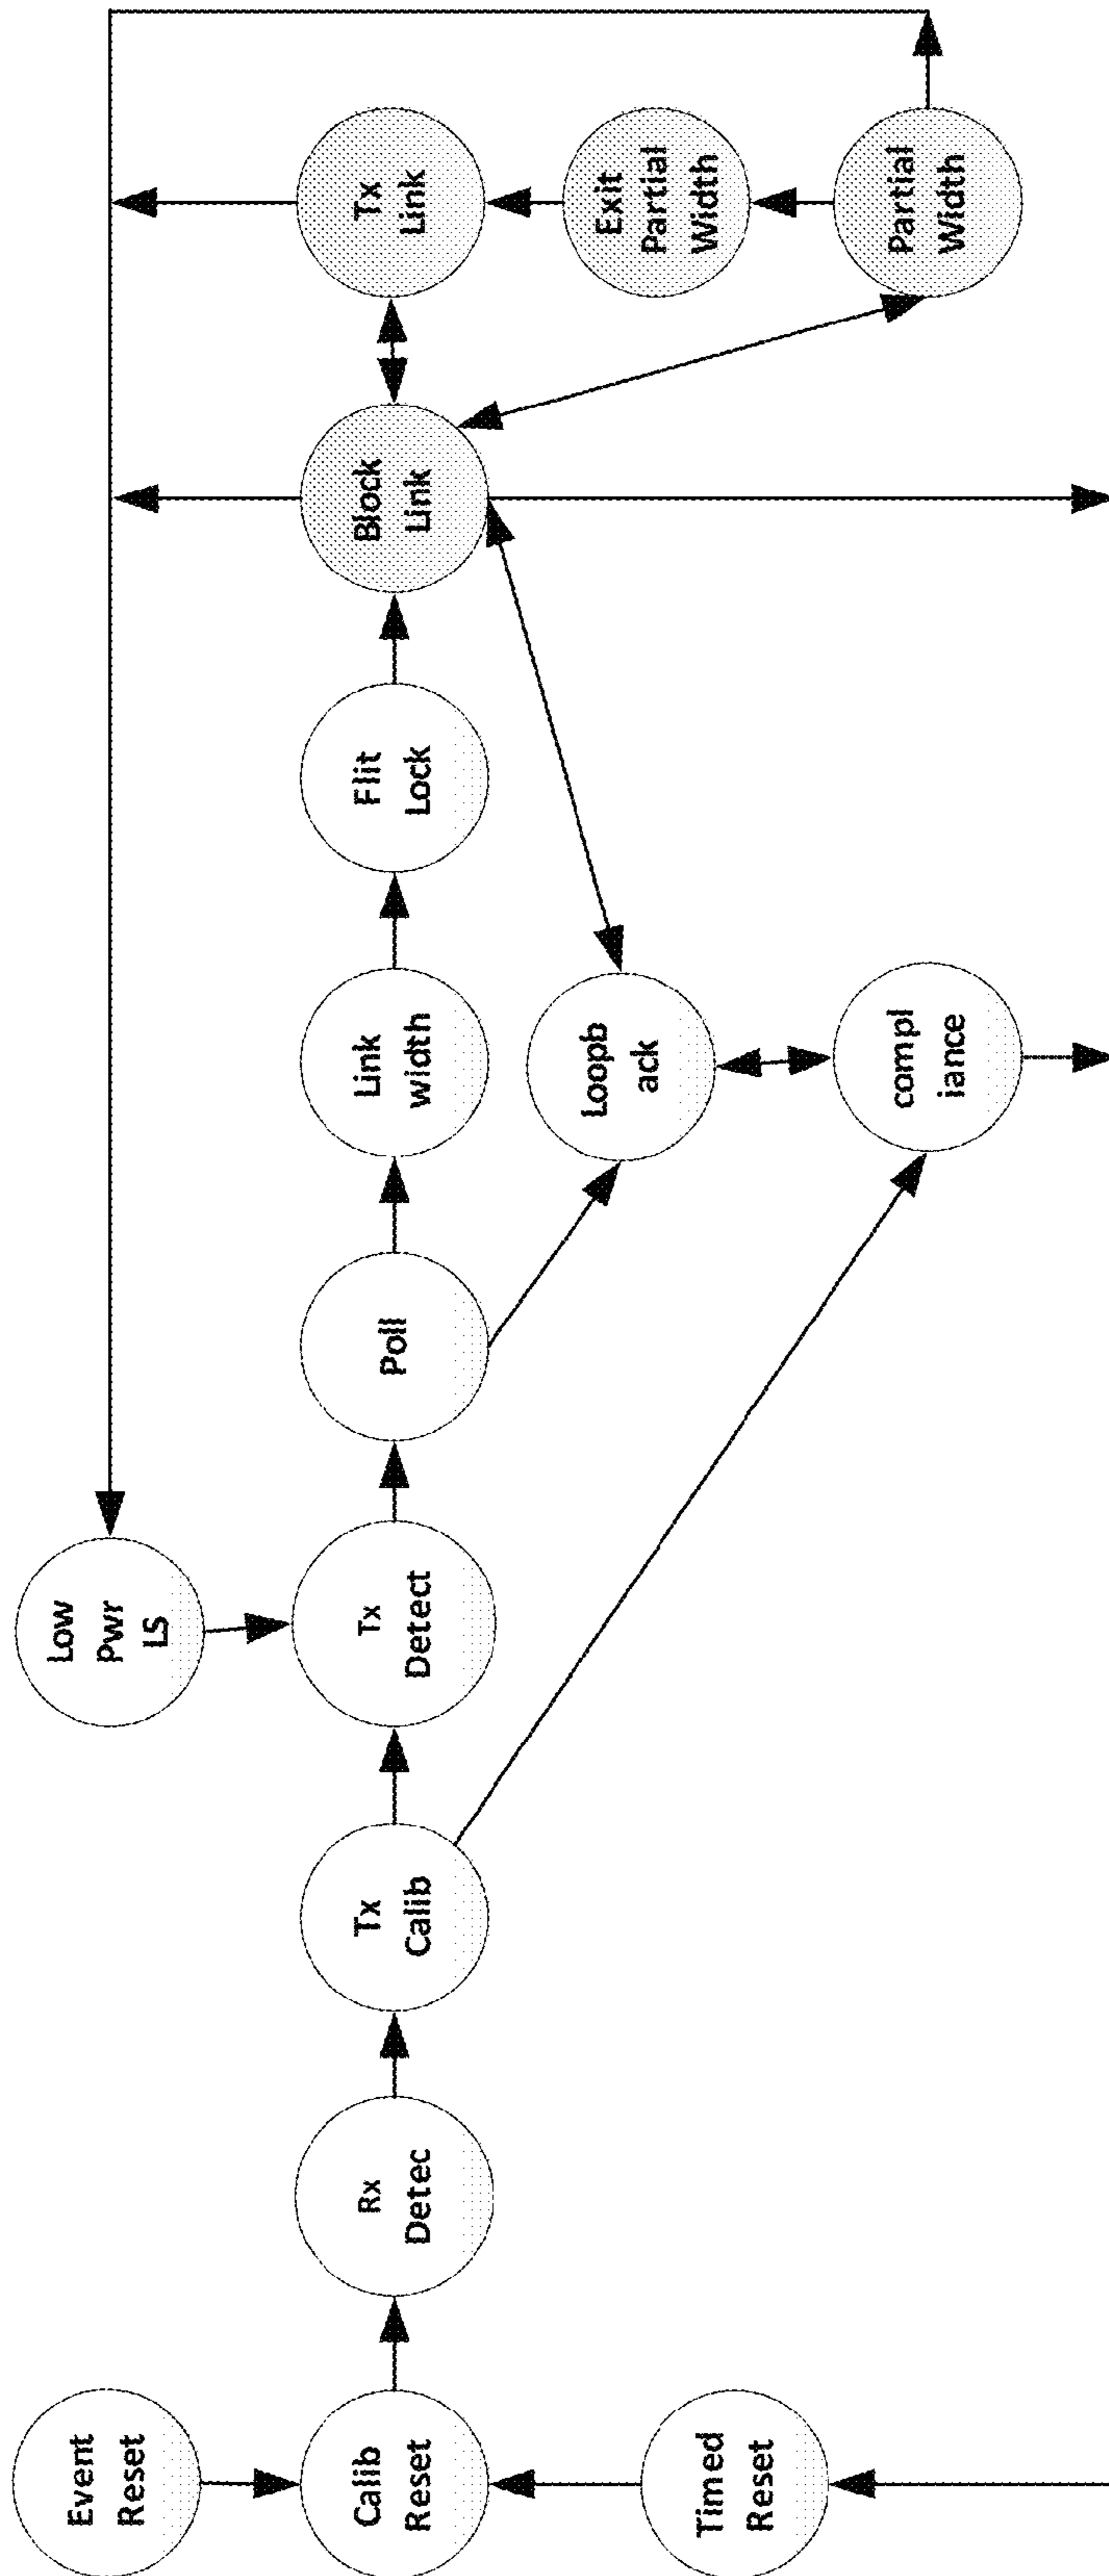 Event
Reset
Calib
Reset
Timed
Reset
Rx
Detec
Tx
Calib
Low
Pwr
LS
Tx
Detect
Poll
Link
width
Loopb
ack
compl
iance
Flit
Lock
Block
Link
Tx
Link
Exit
Partial
Width
Partial
Width